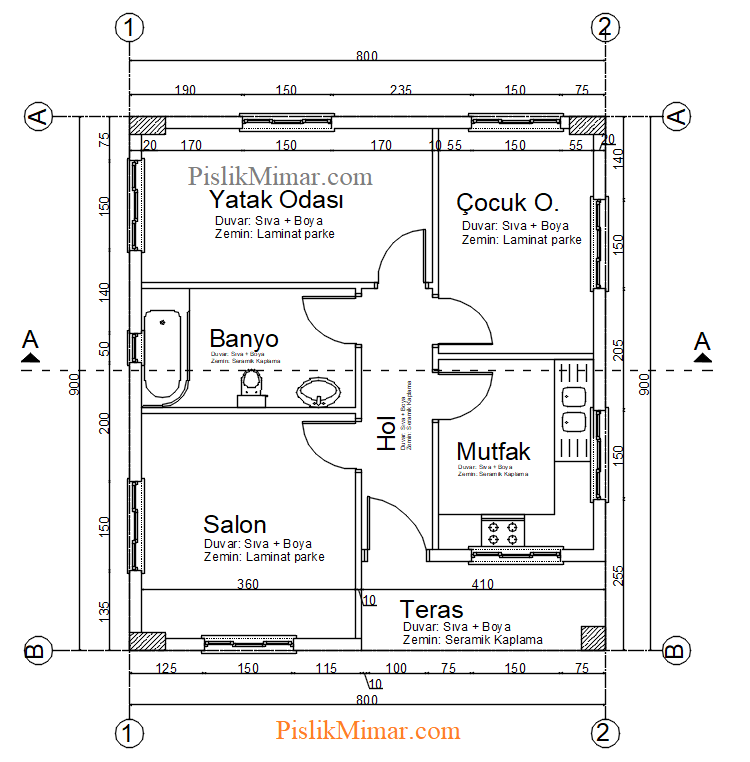 1
2
800
190 150 235 150 75
A
A
75
20 170 150 170 10 55 150 55 20
140
PislikMimar.com
Yatak Odası
Duvar: Sıva + Boya
Zemin: Laminat parke
Çocuk O.
Duvar: Sıva + Boya
Zemin: Laminat parke
150
150
140
A
A
Banyo
Duvar: Sıva + Boya
Zemin: Seramik Kaplama
50
205
900
900
Hol
Duvar: Sıva + Boya
Zemin: Seramik Kaplama
200
Mutfak
Duvar: Sıva + Boya
Zemin: Seramik Kaplama
150
Salon
Duvar: Sıva + Boya
Zemin: Laminat parke
150
255
360 410
10
135
Teras
Duvar: Sıva + Boya
Zemin: Seramik Kaplama
B
B
125 150 115 100 75 150 75
10
800
1
2
PislikMimar.com